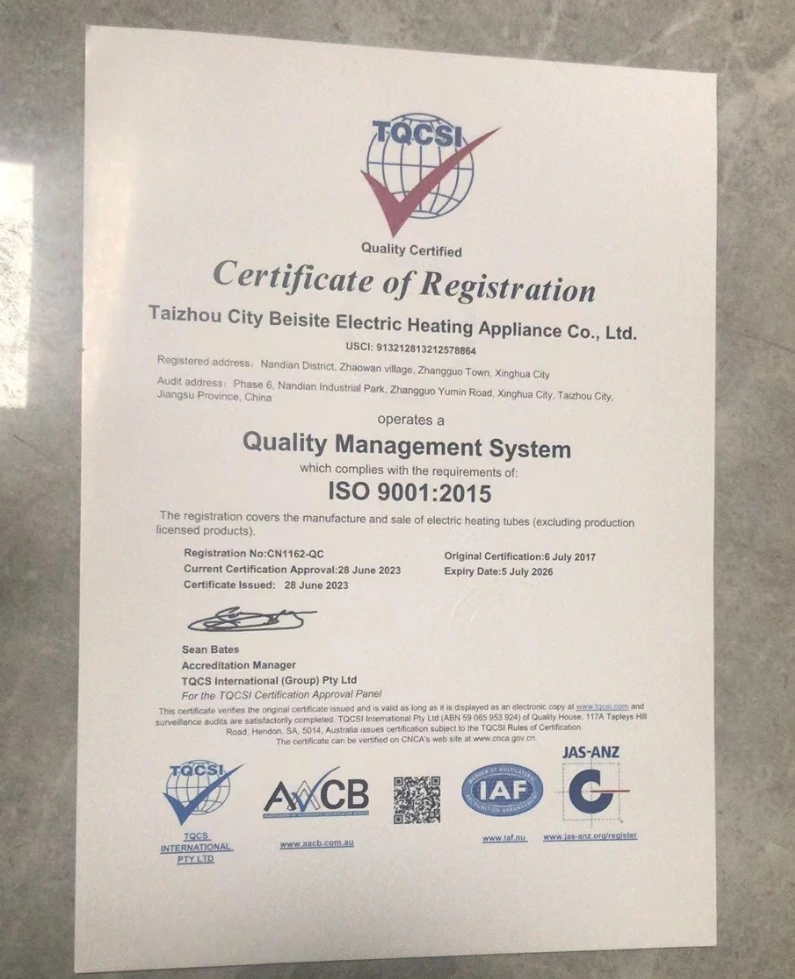 TQCSI
Quality Certified
Certificate of Registration
Taizhou City Beisite Electric Heating Appliance Co., Ltd.
USCI: 913212813212578864
Registered address: Nandian District, Zhaowan village, Zhangguo Town, Xinghua City
Audit address: Phase 6, Nandian Industrial Park, Zhangguo Yumin Road, Xinghua City, Taizhou City,
Jiangsu Province, China
operates a
Quality Management System
which complies with the requirements of:
ISO 9001:2015
The registration covers the manufacture and sale of electric heating tubes (excluding production
licensed products).
Registration No:CN1162-QC
Original Certification:6 July 2017
Current Certification Approval:28 June 2023
Expiry Date:5 July 2026
Certificate Issued: 28 June 2023
Sean Bates
Accreditation Manager
TQCS International (Group) Pty Ltd
For the TQCSI Certification Approval Panel
This certificate verifies the original certificate issued and is valid as long as it is displayed as an electronic copy at www.tqcsi.com and
surveillance audits are satisfactorily completed. TQCSI International Pty Ltd (ABN 59 065 953 924) of Quality House, 117A Tapleys Hill
Road, Hendon, SA, 5014, Australia issues certification subject to the TQCSI Rules of Certification.
The certificate can be vertified on CNCA's web site at www.cnca.gov.cn.
TQCSI
TQCS
INTERNATIONAL
PTY LTD
AACB
www.aacb.com.au
MEMBER OF MULTILATERAL
IAF
RECOGNITION ARRANGEMENT
www.iaf.nu
JAS-ANZ
www.jas-anz.org/register